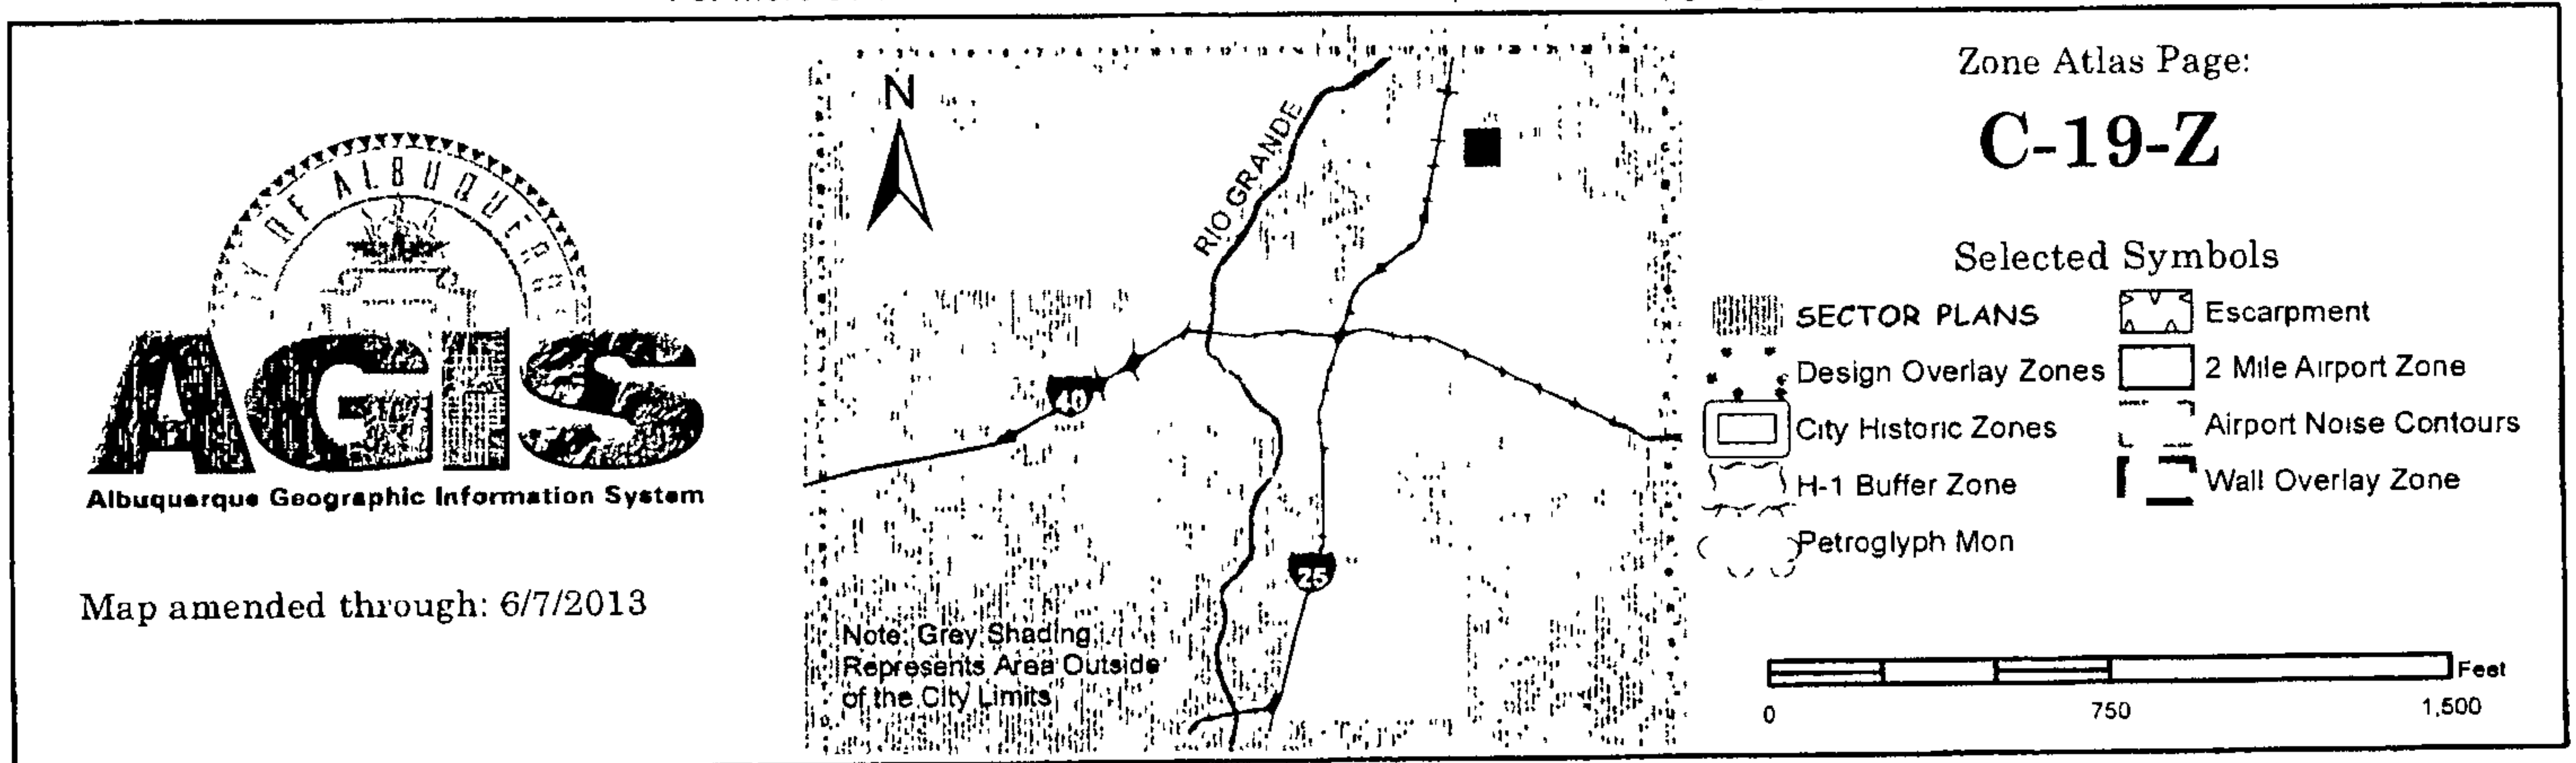 CITY OF ALBUQUERQUE
AGIS
Albuquerque Geographic Information System
Map amended through: 6/7/2013
N
RIO GRANDE
40
25
Note: Grey Shading
Represents Area Outside
of the City Limits
Zone Atlas Page:
C-19-Z
Selected Symbols
SECTOR PLANS
Design Overlay Zones
City Historic Zones
H-1 Buffer Zone
Petroglyph Mon
Escarpment
2 Mile Airport Zone
Airport Noise Contours
Wall Overlay Zone
Feet
0 750 1,500